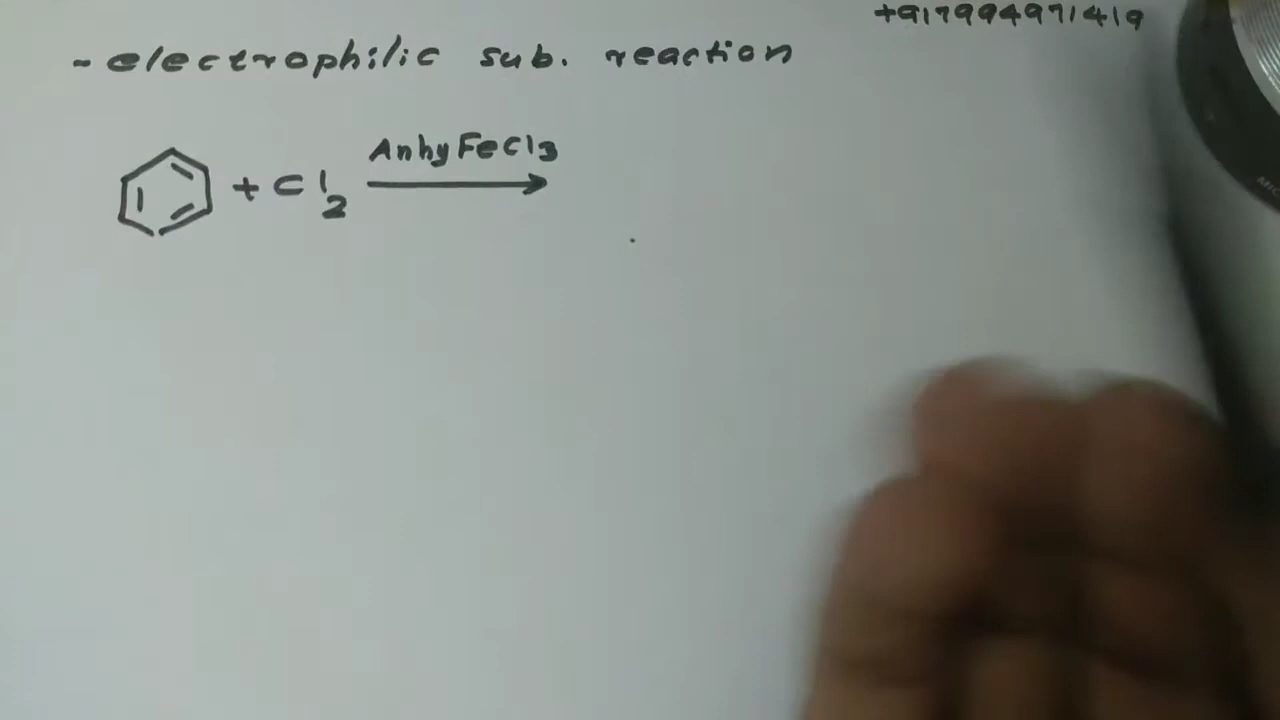 +917994971419
- electrophilic sub. reaction
+ Cl2 Anhy FeCl3